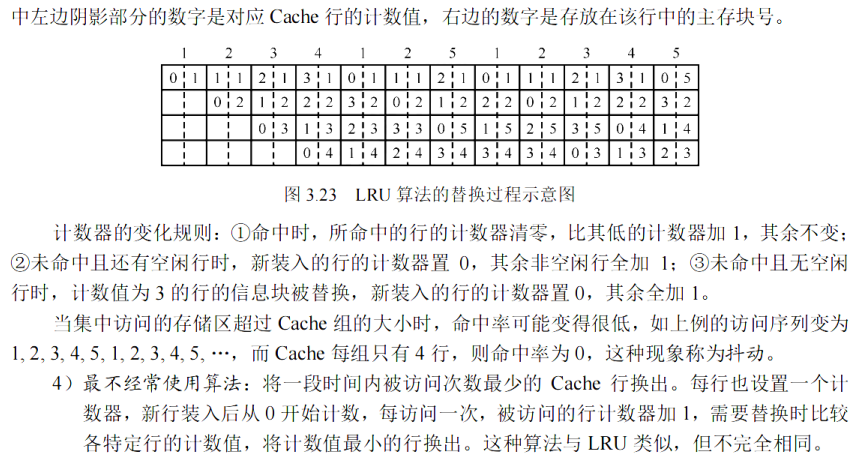 中左边阴影部分的数字是对应 Cache 行的计数值，右边的数字是存放在该行中的主存块号。
1 2 3 4 1 2 5 1 2 3 4 5
0 1 1 1 2 1 3 1 0 1 1 1 2 1 0 1 1 1 2 1 3 1 0 5
0 2 1 2 2 2 3 2 0 2 1 2 2 2 0 2 1 2 2 2 3 2
0 3 1 3 2 3 3 3 0 5 1 5 2 5 3 5 0 4 1 4
0 4 1 4 2 4 3 4 3 4 3 4 0 3 1 3 2 3
图 3.23 LRU 算法的替换过程示意图
计数器的变化规则：①命中时，所命中的行的计数器清零，比其低的计数器加 1，其余不变；
②未命中且还有空闲行时，新装入的行的计数器置 0，其余非空闲行全加 1；③未命中且无空闲
行时，计数值为 3 的行的信息块被替换，新装入的行的计数器置 0，其余全加 1。
当集中访问的存储区超过 Cache 组的大小时，命中率可能变得很低，如上例的访问序列变为
1, 2, 3, 4, 5, 1, 2, 3, 4, 5, …，而 Cache 每组只有 4 行，则命中率为 0，这种现象称为抖动。
4）最不经常使用算法：将一段时间内被访问次数最少的 Cache 行换出。每行也设置一个计
数器，新行装入后从 0 开始计数，每访问一次，被访问的行计数器加 1，需要替换时比较
各特定行的计数值，将计数值最小的行换出。这种算法与 LRU 类似，但不完全相同。